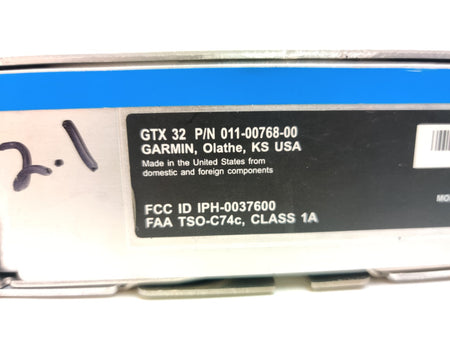 2.1
GTX 32 P/N 011-00768-00
GARMIN, Olathe, KS USA
Made in the United States from
domestic and foreign components
FCC ID IPH-0037600
FAA TSO-C74c, CLASS 1A